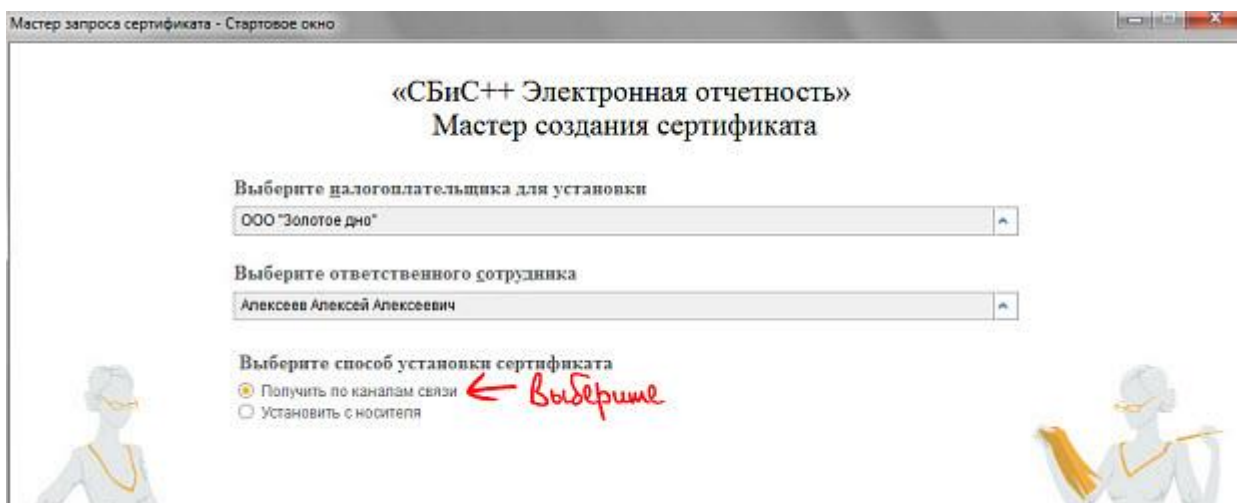 Мастер запроса сертификата - Стартовое окно
«СБиС++ Электронная отчетность»
Мастер создания сертификата
Выберите налогоплательщика для установки
ООО "Золотое дно"
Выберите ответственного сотрудника
Алексеев Алексей Алексеевич
Выберите способ установки сертификата
Получить по каналам связи Выберите
Установить с носителя